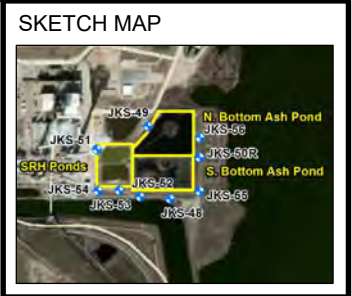 SKETCH MAP
JKS-49
N. Bottom Ash Pond
JKS-56
JKS-51
JKS-50R
SRH Ponds
S. Bottom Ash Pond
JKS-54
JKS-52
JKS-55
JKS-53
JKS-48